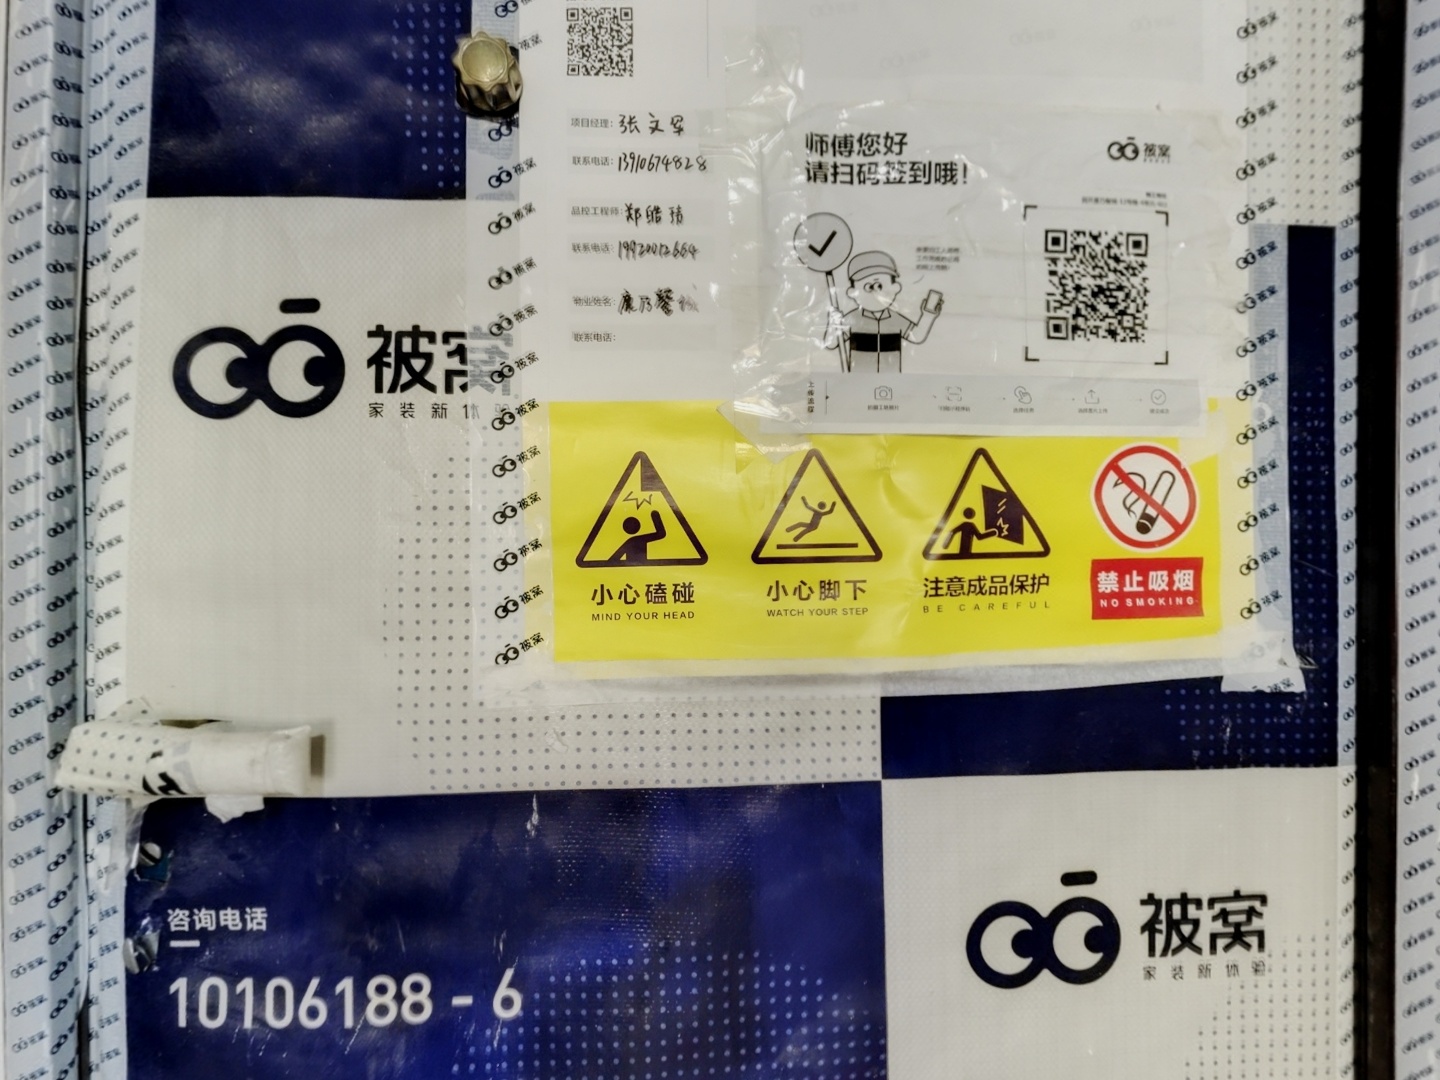 项目经理：张文军
联系电话：13910674828
品控工程师：郑皓
联系电话：
物业姓名：
联系电话：
师傅您好
请扫码签到哦！
被窝
小心磕碰
MIND YOUR HEAD
小心脚下
WATCH YOUR STEP
注意成品保护
BE CAREFUL
禁止吸烟
NO SMOKING
被窝
家装新体
咨询电话
10106188 - 6
被窝
家装新体验